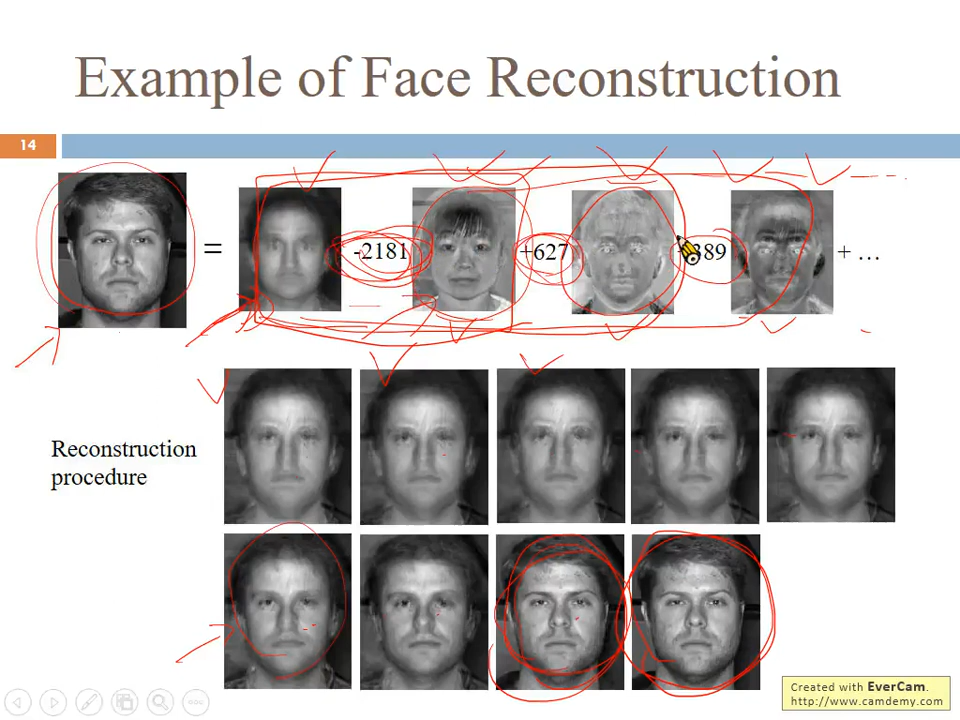 Example of Face Reconstruction
14
= -2181 +627 389 + …
Reconstruction
procedure
Created with EverCam.
http://www.camdemy.com